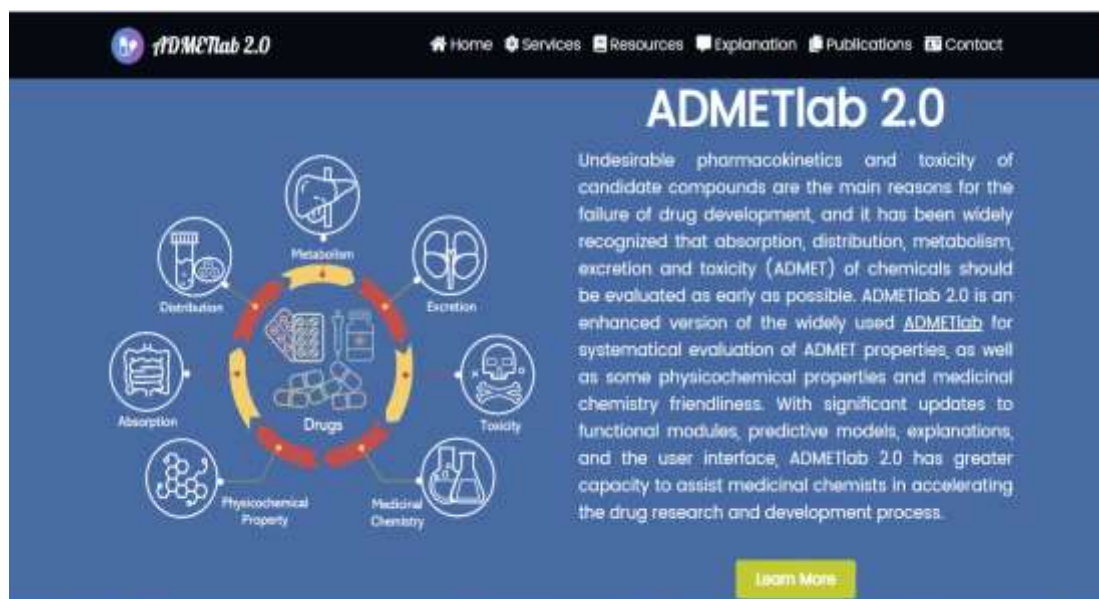 ADMETlab 2.0
Home Services Resources Explanation Publications Contact
ADMETlab 2.0
Undesirable pharmacokinetics and toxicity of
candidate compounds are the main reasons for the
failure of drug development, and it has been widely
recognized that absorption, distribution, metabolism,
excretion and toxicity (ADMET) of chemicals should
be evaluated as early as possible. ADMETlab 2.0 is an
enhanced version of the widely used ADMETlab for
systematical evaluation of ADMET properties, as well
as some physicochemical properties and medicinal
chemistry friendliness. With significant updates to
functional modules, predictive models, explanations,
and the user interface, ADMETlab 2.0 has greater
capacity to assist medicinal chemists in accelerating
the drug research and development process.
Learn More
Metabolism
Distribution
Excretion
Absorption
Drugs
Toxicity
Physicochemical
Property
Medicinal
Chemistry